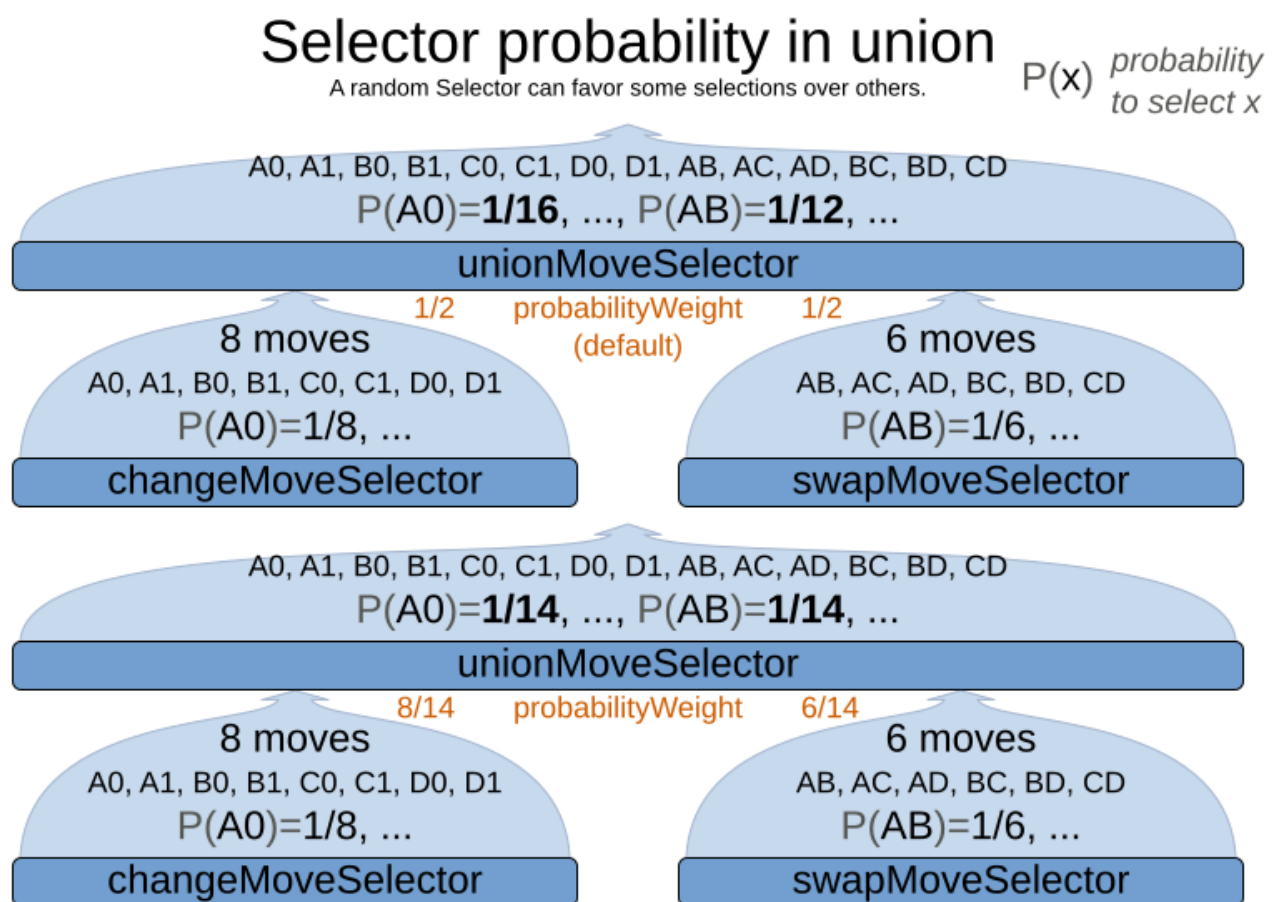 Selector probability in union
A random Selector can favor some selections over others.
P(x) probability
to select x
A0, A1, B0, B1, C0, C1, D0, D1, AB, AC, AD, BC, BD, CD
P(A0)=1/16, ..., P(AB)=1/12, ...
unionMoveSelector
1/2 probabilityWeight 1/2
(default)
8 moves
A0, A1, B0, B1, C0, C1, D0, D1
P(A0)=1/8, ...
changeMoveSelector
6 moves
AB, AC, AD, BC, BD, CD
P(AB)=1/6, ...
swapMoveSelector
A0, A1, B0, B1, C0, C1, D0, D1, AB, AC, AD, BC, BD, CD
P(A0)=1/14, ..., P(AB)=1/14, ...
unionMoveSelector
8/14 probabilityWeight 6/14
8 moves
A0, A1, B0, B1, C0, C1, D0, D1
P(A0)=1/8, ...
changeMoveSelector
6 moves
AB, AC, AD, BC, BD, CD
P(AB)=1/6, ...
swapMoveSelector